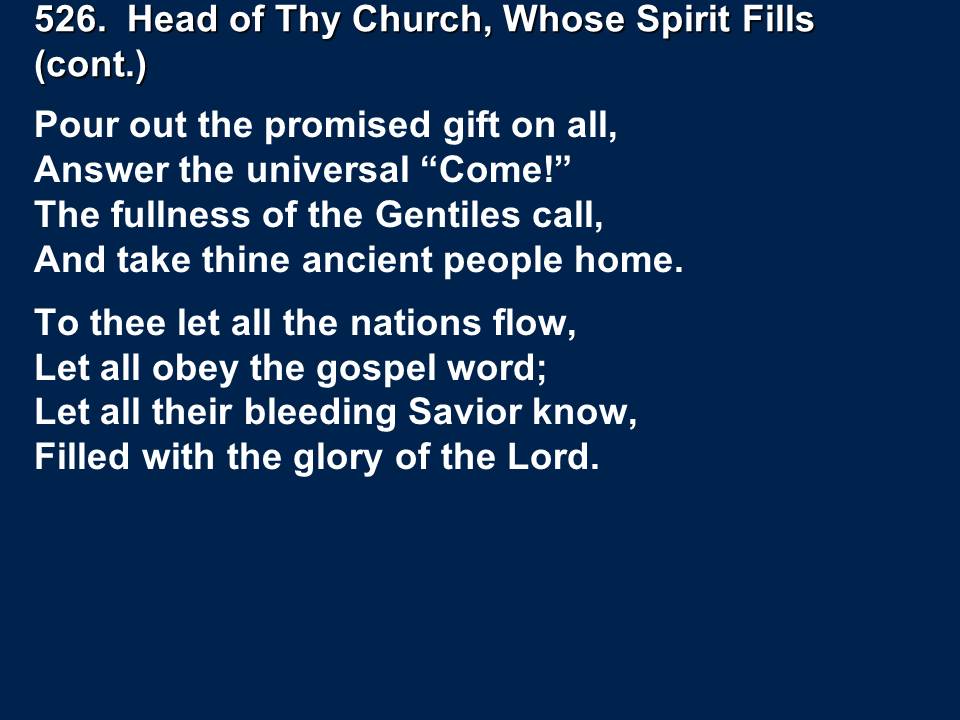 526.  Head of Thy Church, Whose Spirit Fills
(cont.)
Pour out the promised gift on all,
Answer the universal “Come!”
The fullness of the Gentiles call,
And take thine ancient people home.
To thee let all the nations flow,
Let all obey the gospel word;
Let all their bleeding Savior know,
Filled with the glory of the Lord.